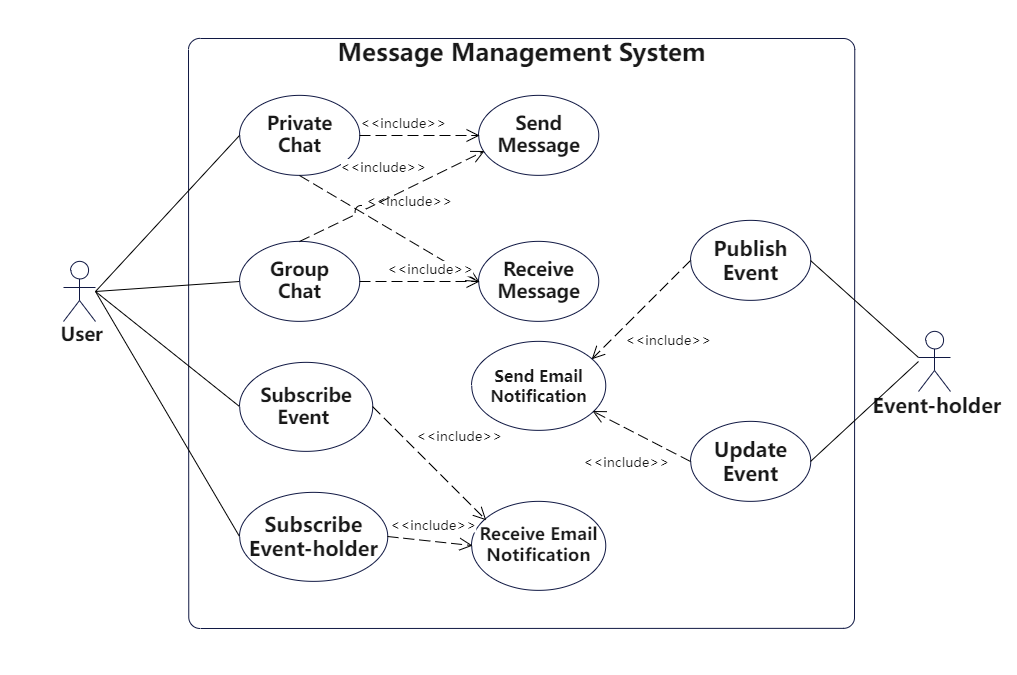 Message Management System
Private
Chat
<<include>>
Send
Message
<<include>>
<<include>>
Group
Chat
<<include>>
Receive
Message
Publish
Event
User
<<include>>
Send Email
Notification
Event-holder
Subscribe
Event
<<include>>
<<include>>
Update
Event
Subscribe
Event-holder
<<include>>
Receive Email
Notification